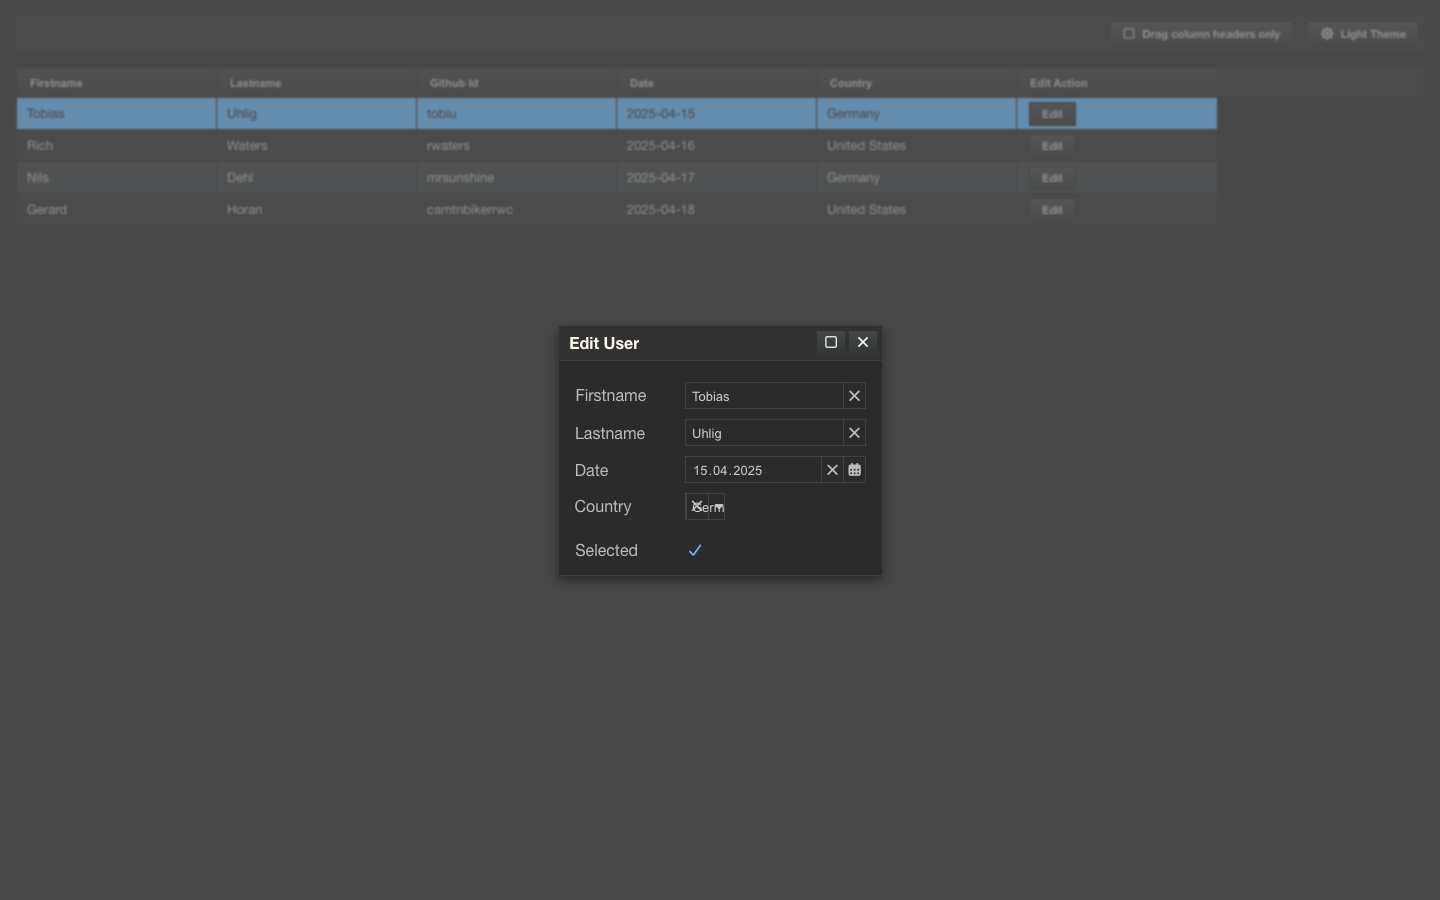 Drag column headers only Light Theme
Firstname Lastname Github Id Date Country Edit Action
Tobias Uhlig tobiu 2025-04-15 Germany Edit
Rich Waters rwaters 2025-04-16 United States Edit
Nils Dehl mrsunshine 2025-04-17 Germany Edit
Gerard Horan camtnbikerrwc 2025-04-18 United States Edit
Edit User
Firstname Tobias
Lastname Uhlig
Date 15.04.2025
Country Germ
Selected